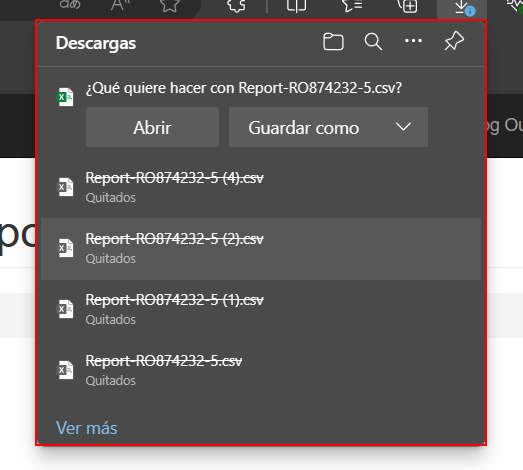 Descargas
¿Qué quiere hacer con Report-RO874232-5.csv?
Abrir
Guardar como
Report-RO874232-5 (4).csv
Quitados
Report-RO874232-5 (2).csv
Quitados
Report-RO874232-5 (1).csv
Quitados
Report-RO874232-5.csv
Quitados
Ver más